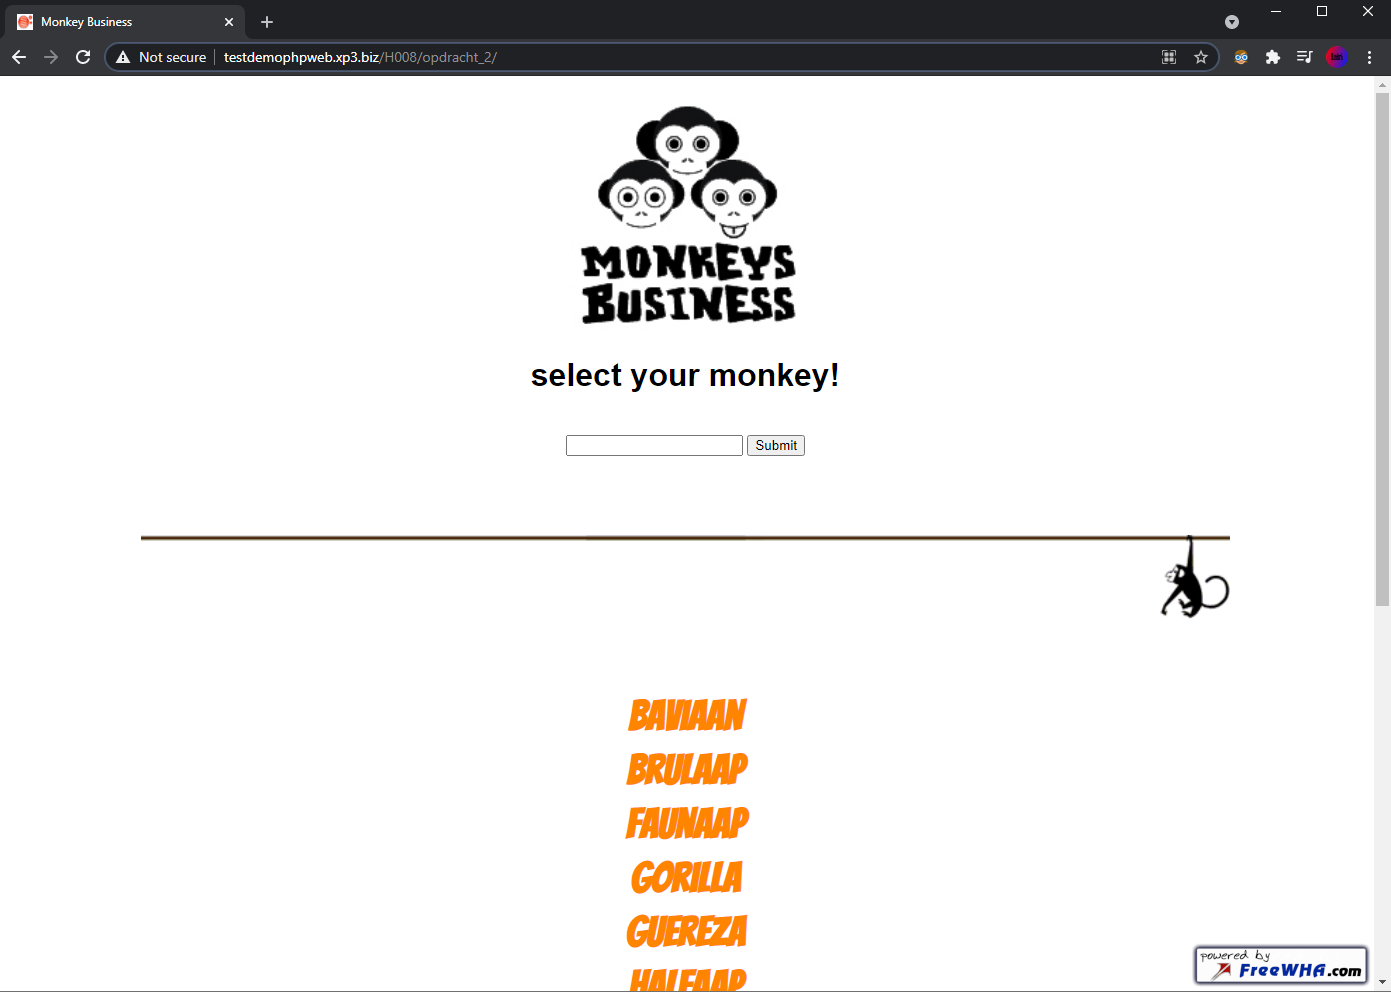 Monkey Business
Not secure
testdemophpweb.xp3.biz/H008/opdracht_2/
MONKEYS
BUSINESS
select your monkey!
Submit
BAVIAAN
BRULAAP
FAUNAAP
GORILLA
GUEREZA
HALFAAP
powered by
FreeWHA.com